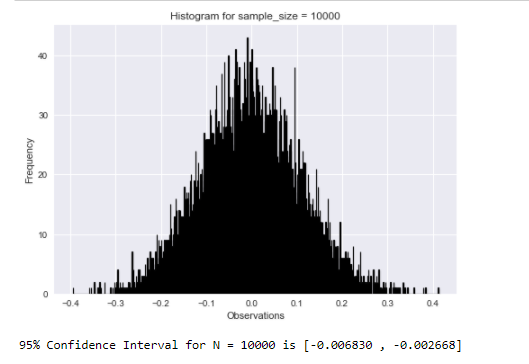 Histogram for sample_size = 10000
40
30
20
10
0
Frequency
−0.4 −0.3 −0.2 −0.1 0.0 0.1 0.2 0.3 0.4
Observations
95% Confidence Interval for N = 10000 is [-0.006830 , -0.002668]